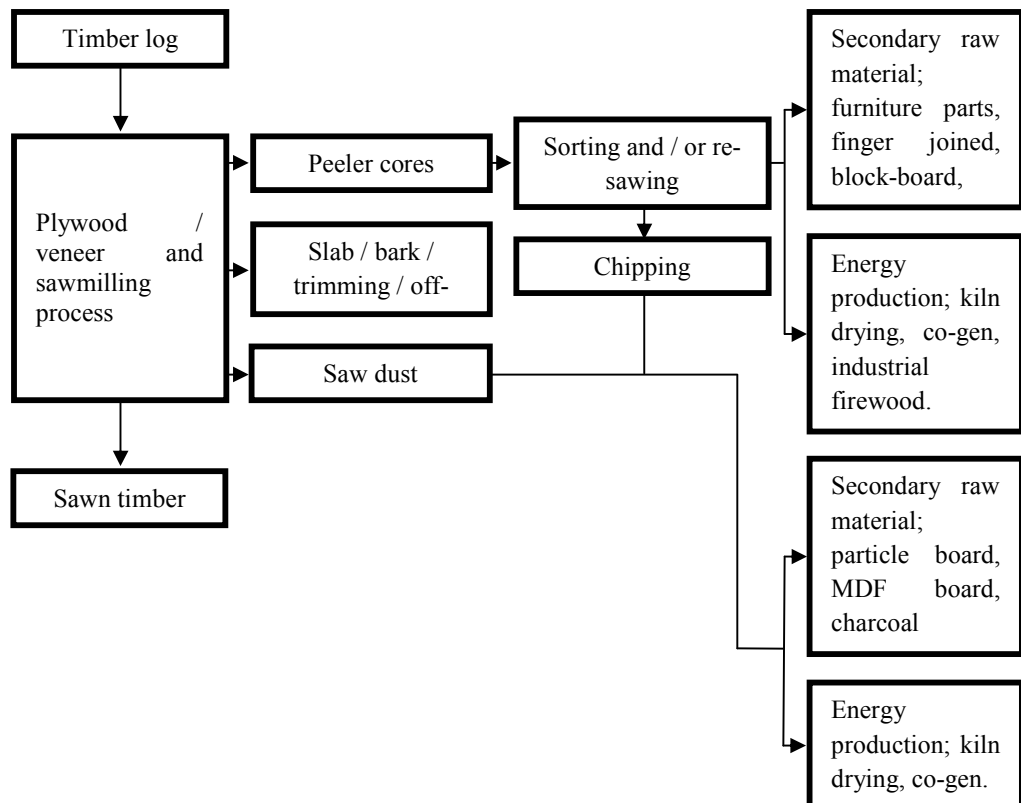 Timber log
Plywood /
veneer and
sawmilling
process
Sawn timber
Peeler cores
Slab / bark /
trimming / off-
Saw dust
Sorting and / or re-
sawing
Chipping
Secondary raw
material;
furniture parts,
finger joined,
block-board,
Energy
production; kiln
drying, co-gen,
industrial
firewood.
Secondary raw
material;
particle board,
MDF board,
charcoal
Energy
production; kiln
drying, co-gen.